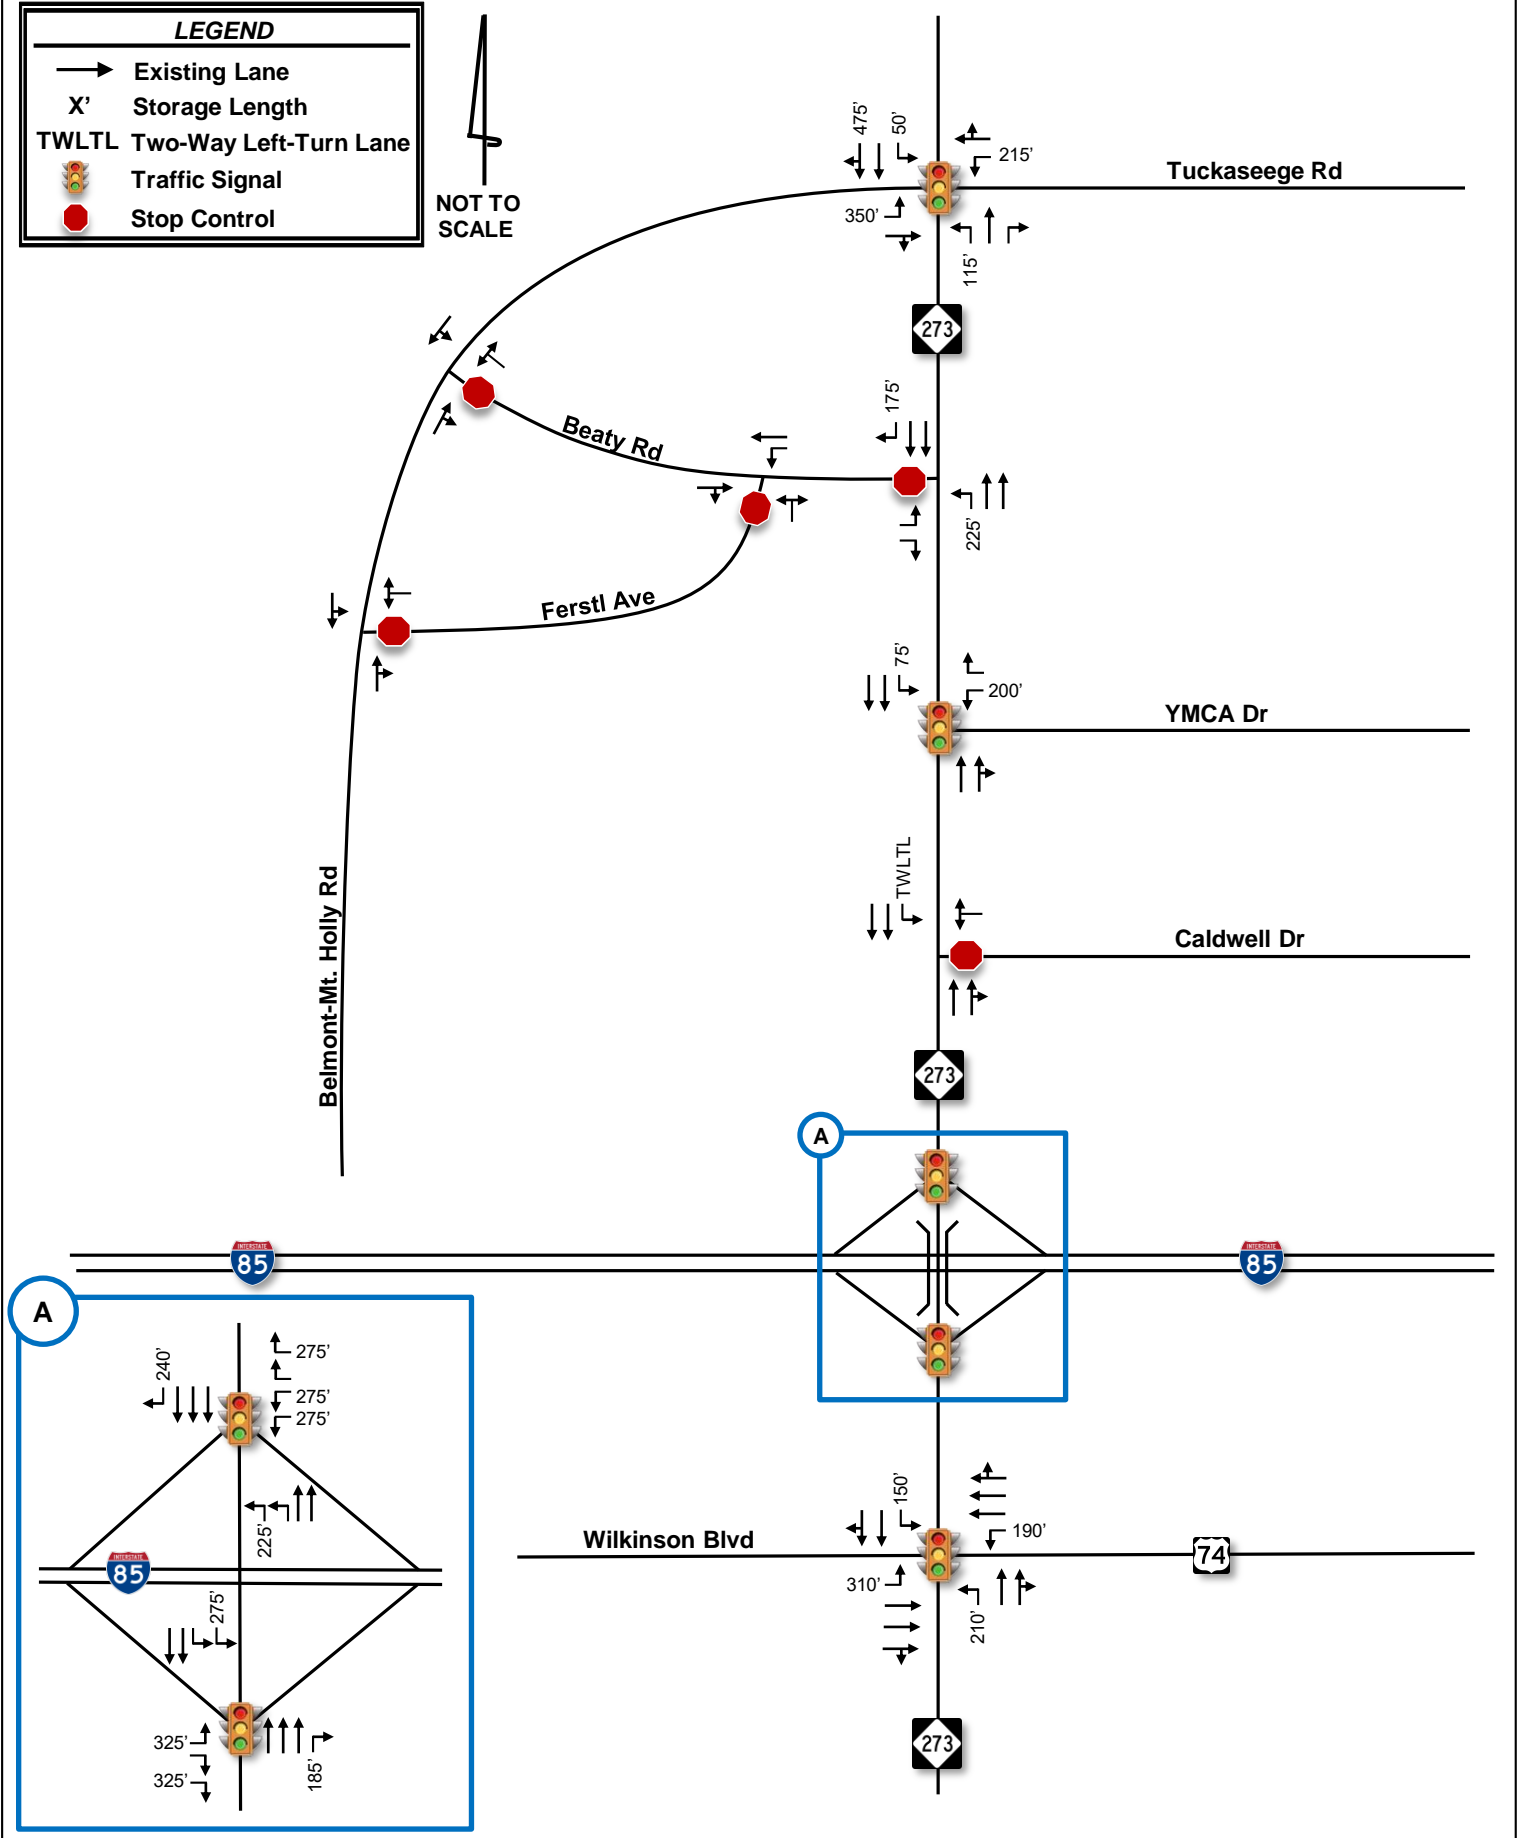 LEGEND
Existing Lane
X' Storage Length
TWLTL Two-Way Left-Turn Lane
Traffic Signal
Stop Control
NOT TO
SCALE
475'
50'
215'
Tuckaseege Rd
350'
115'
273
175'
Beaty Rd
225'
Ferstl Ave
75'
200'
YMCA Dr
TWLTL
Caldwell Dr
Belmont-Mt. Holly Rd
273
A
INTERSTATE
85
INTERSTATE
85
A
240'
275'
275'
275'
225'
INTERSTATE
85
275'
325'
325'
185'
150'
190'
Wilkinson Blvd
74
310'
210'
273